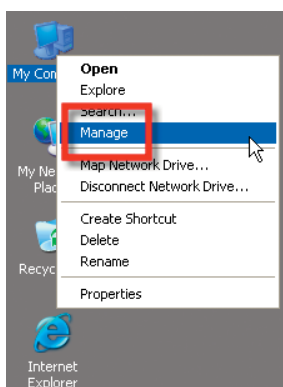 My Con
Open
Explore
Search...
Manage
My Ne
Plac
Map Network Drive...
Disconnect Network Drive...
Create Shortcut
Delete
Rename
Recyc
Properties
Internet
Explorer